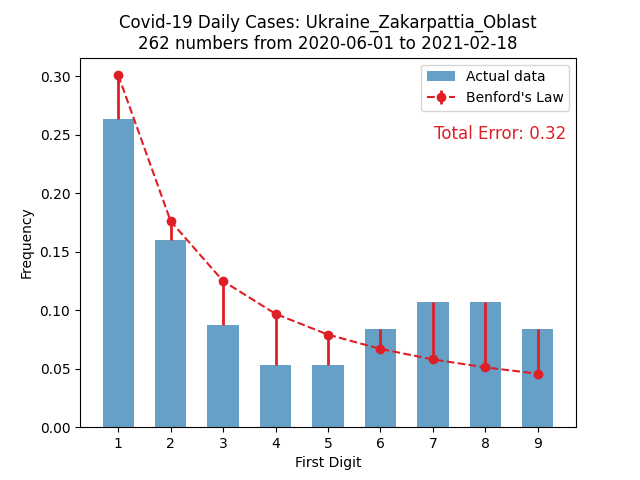 Covid-19 Daily Cases: Ukraine_Zakarpattia_Oblast
262 numbers from 2020-06-01 to 2021-02-18
Actual data
Benford's Law
Total Error: 0.32
Frequency
0.30
0.25
0.20
0.15
0.10
0.05
0.00
1 2 3 4 5 6 7 8 9
First Digit